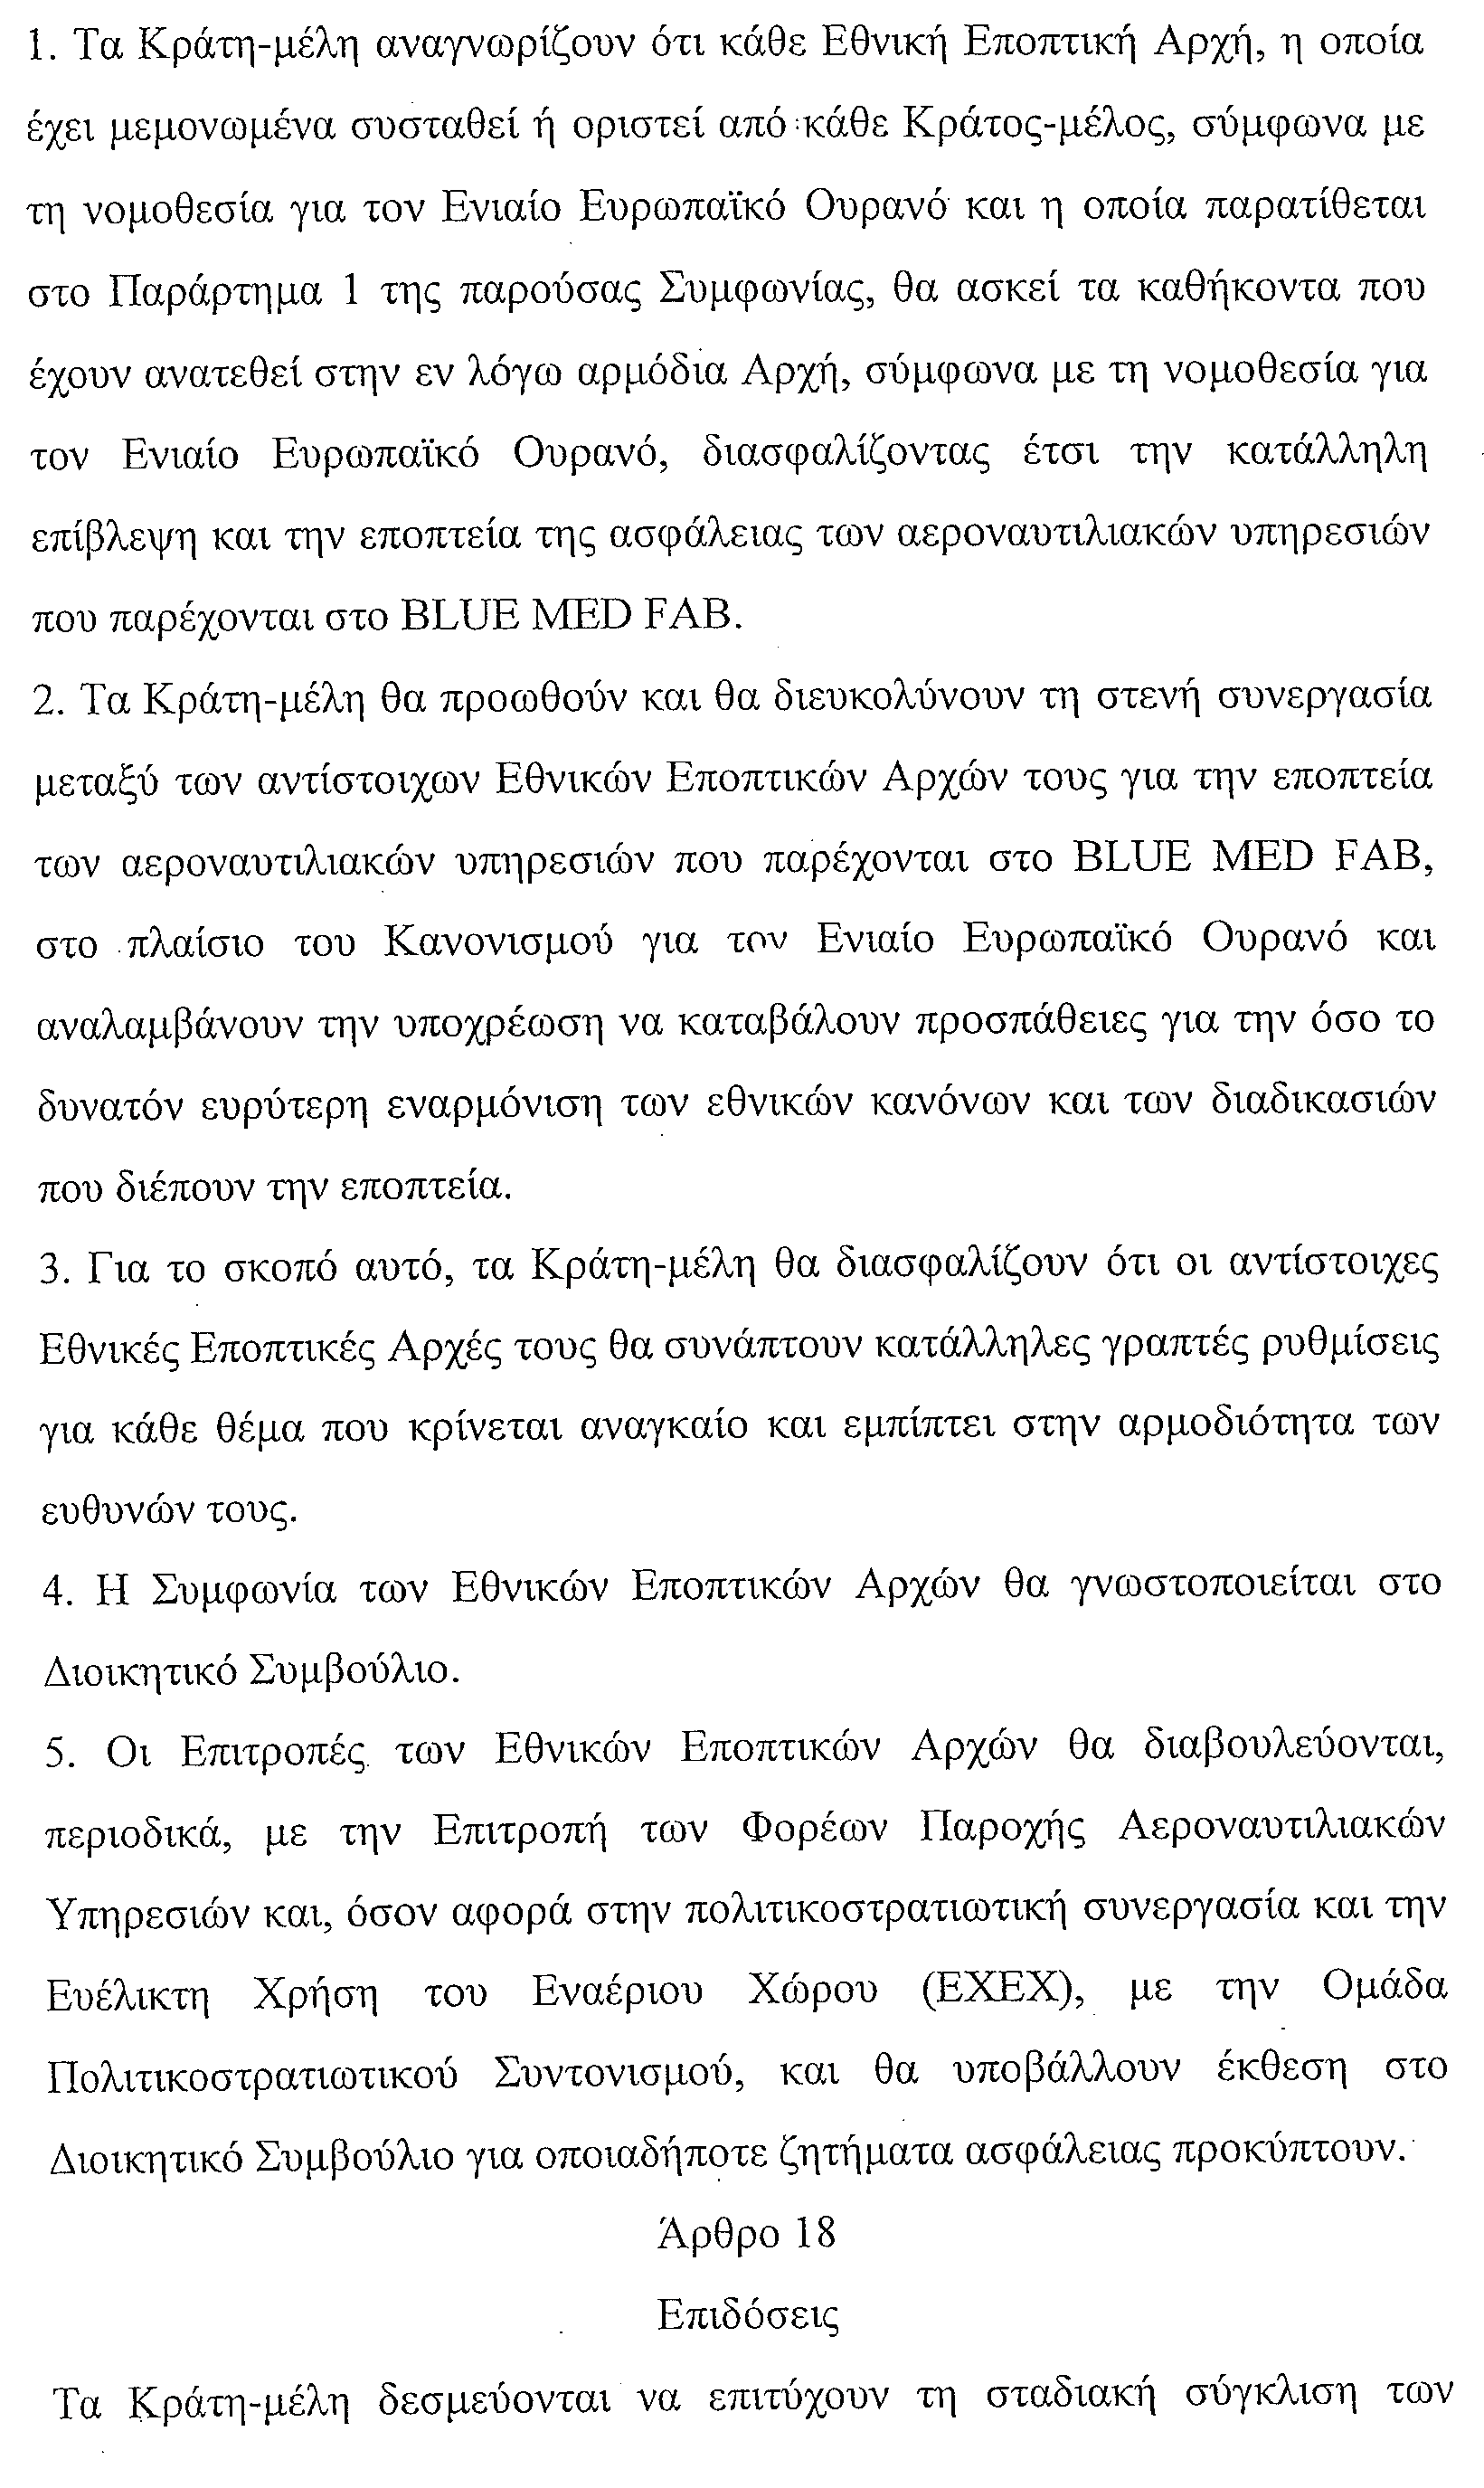 1. Τα Κράτη-μέλη αναγνωρίζουν ότι κάθε Εθνική Εποπτική Αρχή, η οποία
έχει μεμονωμένα συσταθεί ή οριστεί από κάθε Κράτος-μέλος, σύμφωνα με
τη νομοθεσία για τον Ενιαίο Ευρωπαϊκό Ουρανό και η οποία παρατίθεται
στο Παράρτημα 1 της παρούσας Συμφωνίας, θα ασκεί τα καθήκοντα που
έχουν ανατεθεί στην εν λόγω αρμόδια Αρχή, σύμφωνα με τη νομοθεσία για
τον Ενιαίο Ευρωπαϊκό Ουρανό, διασφαλίζοντας έτσι την κατάλληλη
επίβλεψη και την εποπτεία της ασφάλειας των αεροναυτιλιακών υπηρεσιών
που παρέχονται στο BLUE MED FAB.
2. Τα Κράτη-μέλη θα προωθούν και θα διευκολύνουν τη στενή συνεργασία
μεταξύ των αντίστοιχων Εθνικών Εποπτικών Αρχών τους για την εποπτεία
των αεροναυτιλιακών υπηρεσιών που παρέχονται στο BLUE MED FAB,
στο πλαίσιο του Κανονισμού για τον Ενιαίο Ευρωπαϊκό Ουρανό και
αναλαμβάνουν την υποχρέωση να καταβάλουν προσπάθειες για την όσο το
δυνατόν ευρύτερη εναρμόνιση των εθνικών κανόνων και των διαδικασιών
που διέπουν την εποπτεία.
3. Για το σκοπό αυτό, τα Κράτη-μέλη θα διασφαλίζουν ότι οι αντίστοιχες
Εθνικές Εποπτικές Αρχές τους θα συνάπτουν κατάλληλες γραπτές ρυθμίσεις
για κάθε θέμα που κρίνεται αναγκαίο και εμπίπτει στην αρμοδιότητα των
ευθυνών τους.
4. Η Συμφωνία των Εθνικών Εποπτικών Αρχών θα γνωστοποιείται στο
Διοικητικό Συμβούλιο.
5. Οι Επιτροπές των Εθνικών Εποπτικών Αρχών θα διαβουλεύονται,
περιοδικά, με την Επιτροπή των Φορέων Παροχής Αεροναυτιλιακών
Υπηρεσιών και, όσον αφορά στην πολιτικοστρατιωτική συνεργασία και την
Ευέλικτη Χρήση του Εναέριου Χώρου (ΕΧΕΧ), με την Ομάδα
Πολιτικοστρατιωτικού Συντονισμού, και θα υποβάλλουν έκθεση στο
Διοικητικό Συμβούλιο για οποιαδήποτε ζητήματα ασφάλειας προκύπτουν.
Άρθρο 18
Επιδόσεις
Τα Κράτη-μέλη δεσμεύονται να επιτύχουν τη σταδιακή σύγκλιση των